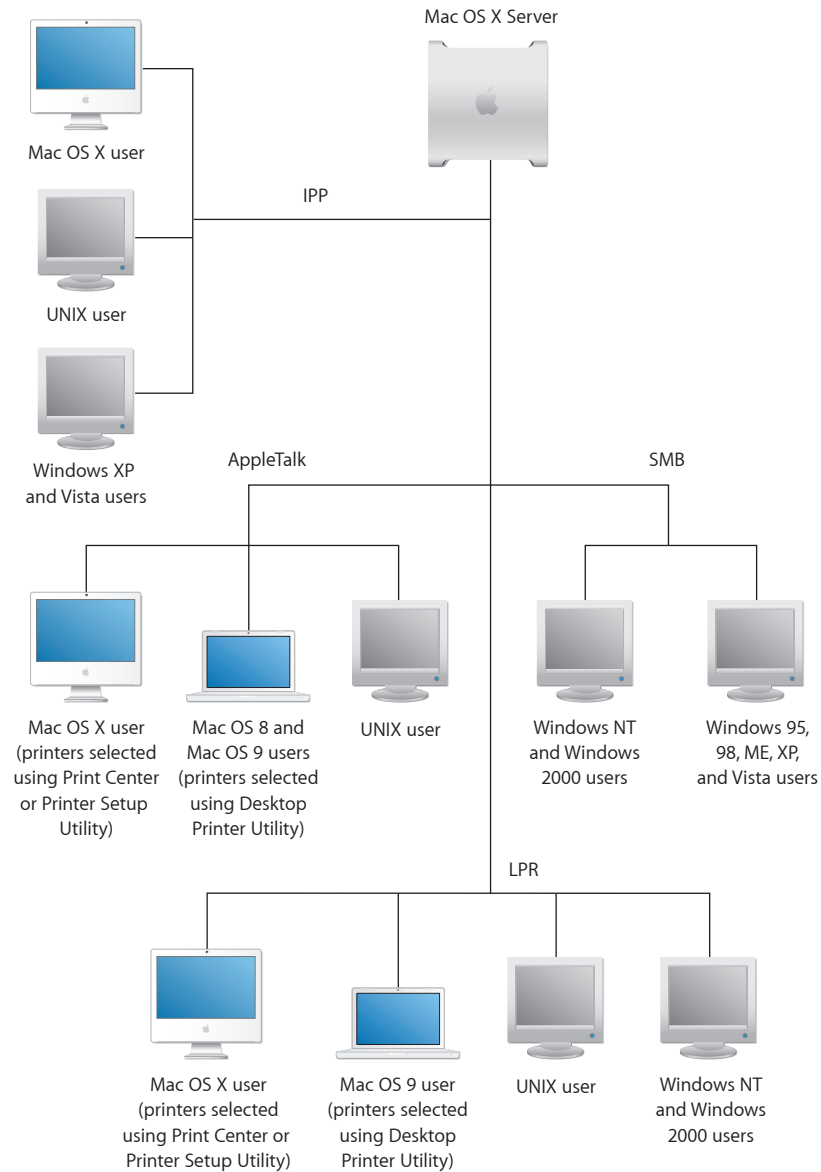 Mac OS X Server
Mac OS X user
IPP
UNIX user
Windows XP
and Vista users
AppleTalk
SMB
Mac OS X user
(printers selected
using Print Center
or Printer Setup
Utility)
Mac OS 8 and
Mac OS 9 users
(printers selected
using Desktop
Printer Utility)
UNIX user
Windows NT
and Windows
2000 users
Windows 95,
98, ME, XP,
and Vista users
LPR
Mac OS X user
(printers selected
using Print Center or
Printer Setup Utility)
Mac OS 9 user
(printers selected
using Desktop
Printer Utility)
UNIX user
Windows NT
and Windows
2000 users